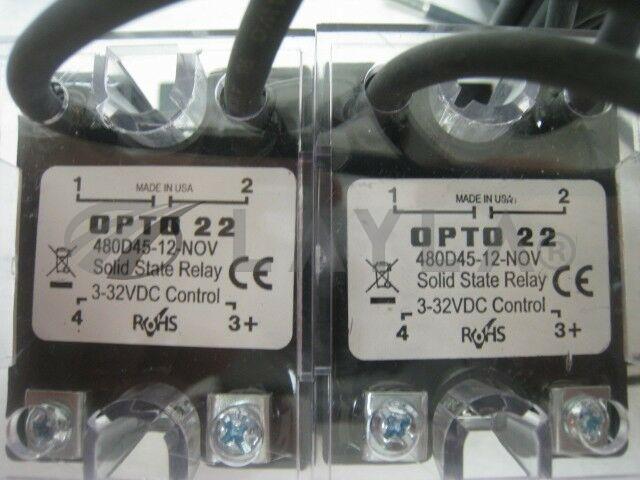 1 MADE IN USA 2
OPTO 22
480D45-12-NOV
Solid State Relay CE
3-32VDC Control
4 RoHS 3+
1 MADE IN USA 2
OPTO 22
480D45-12-NOV
Solid State Relay CE
3-32VDC Control
4 RoHS 3+
LAYLA®